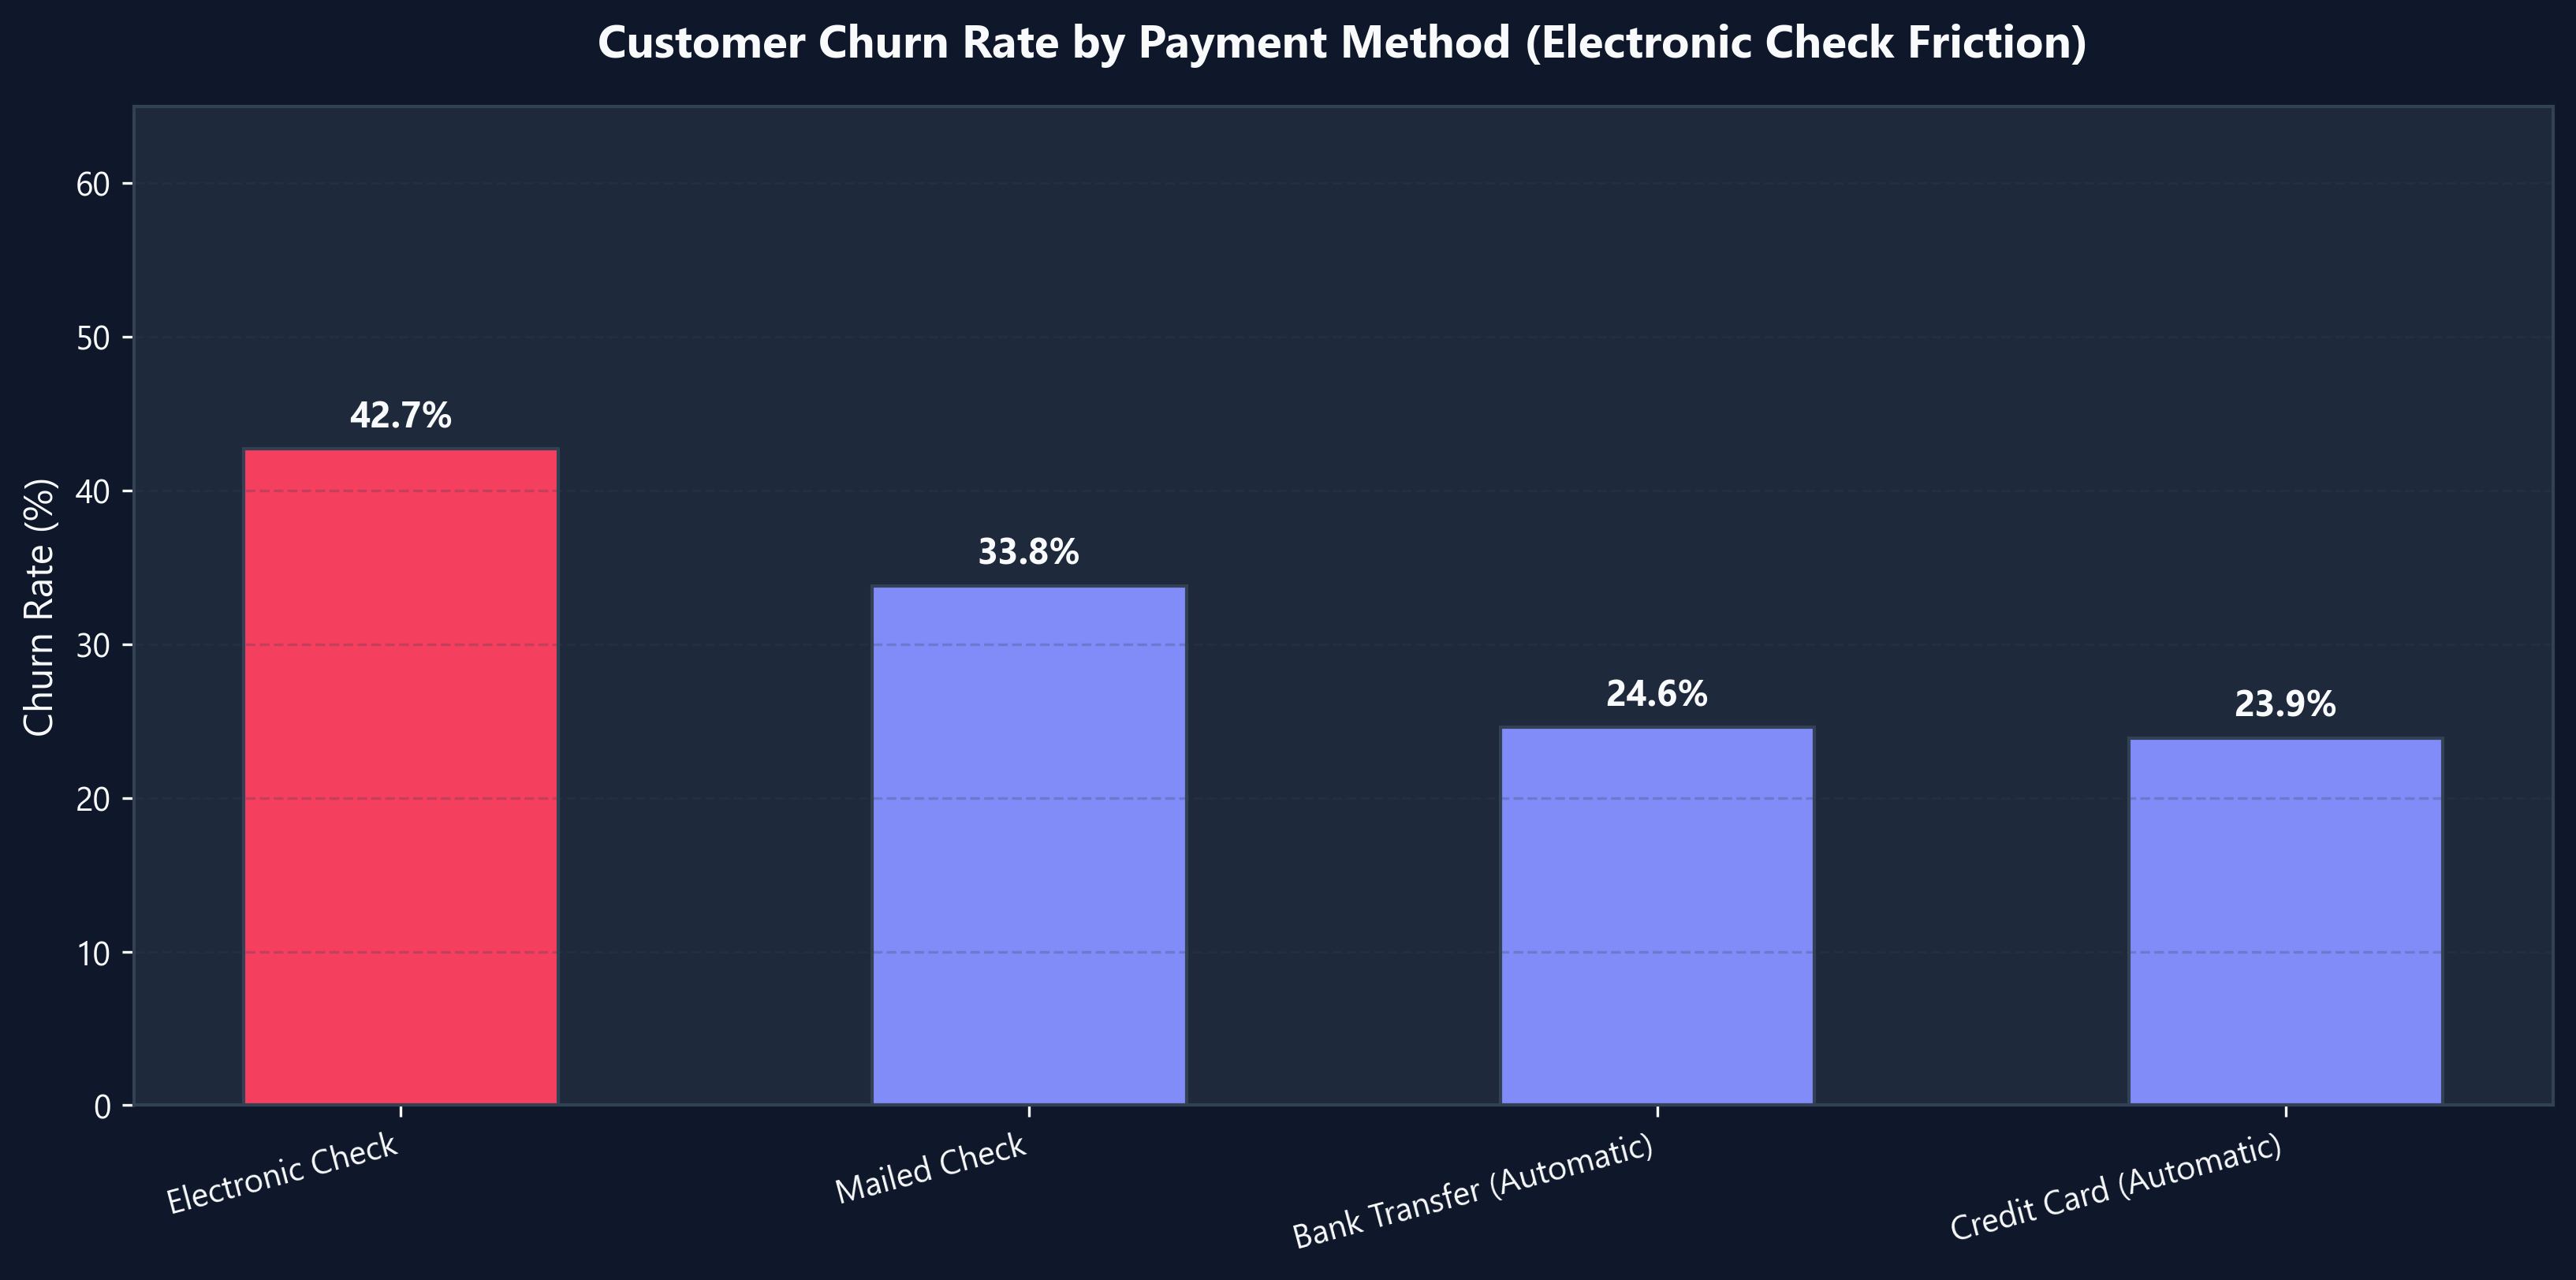 Customer Churn Rate by Payment Method (Electronic Check Friction)
Churn Rate (%)
60
50
40
30
20
10
0
42.7%
33.8%
24.6%
23.9%
Electronic Check
Mailed Check
Bank Transfer (Automatic)
Credit Card (Automatic)